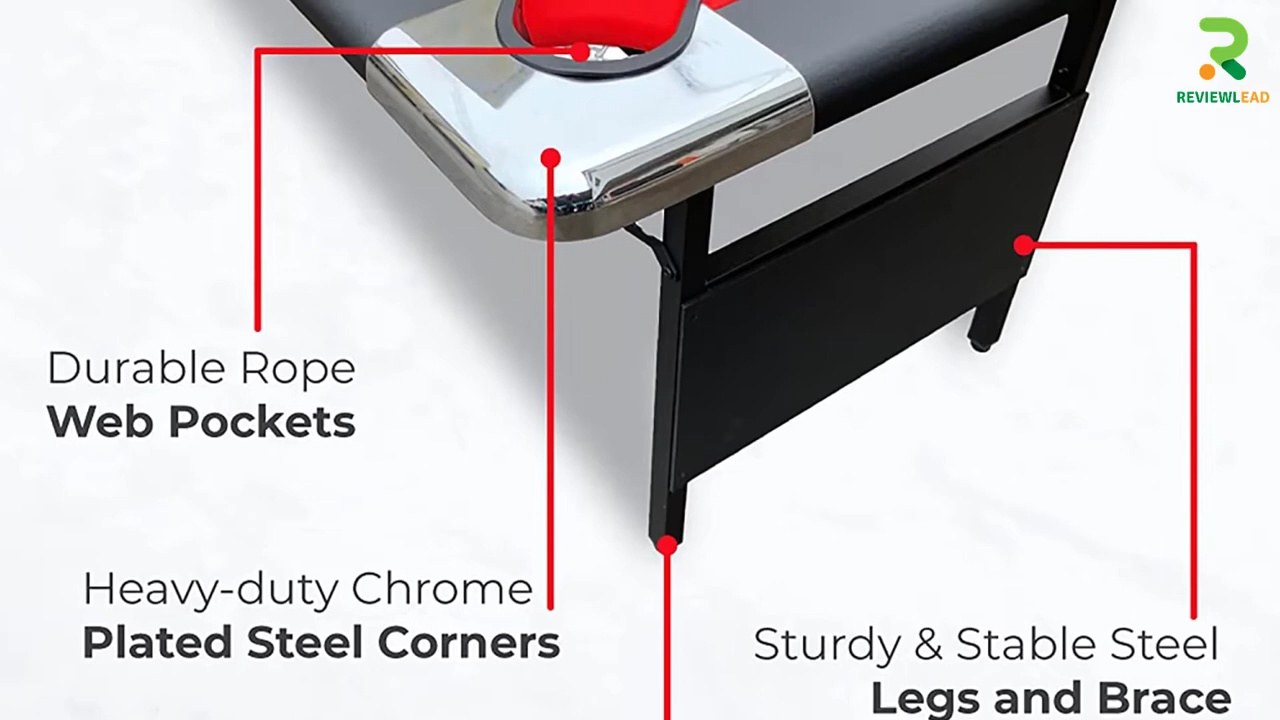 REVIEWLEAD
Durable Rope
Web Pockets
Heavy-duty Chrome
Plated Steel Corners
Sturdy & Stable Steel
Legs and Brace